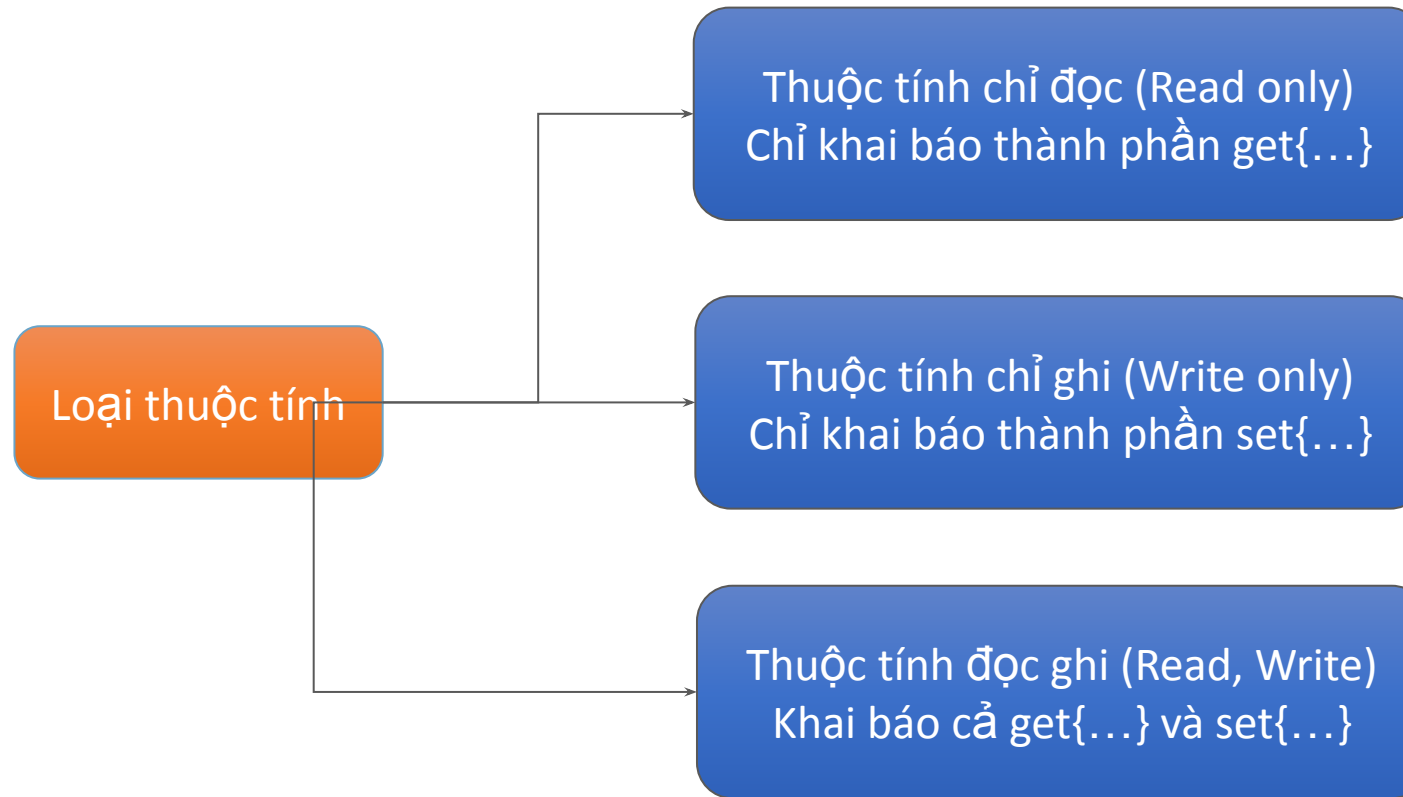 Thuộc tính chỉ đọc (Read only)
Chỉ khai báo thành phần get{...}
Loại thuộc tính
Thuộc tính chỉ ghi (Write only)
Chỉ khai báo thành phần set{...}
Thuộc tính đọc ghi (Read, Write)
Khai báo cả get{...} và set{...}